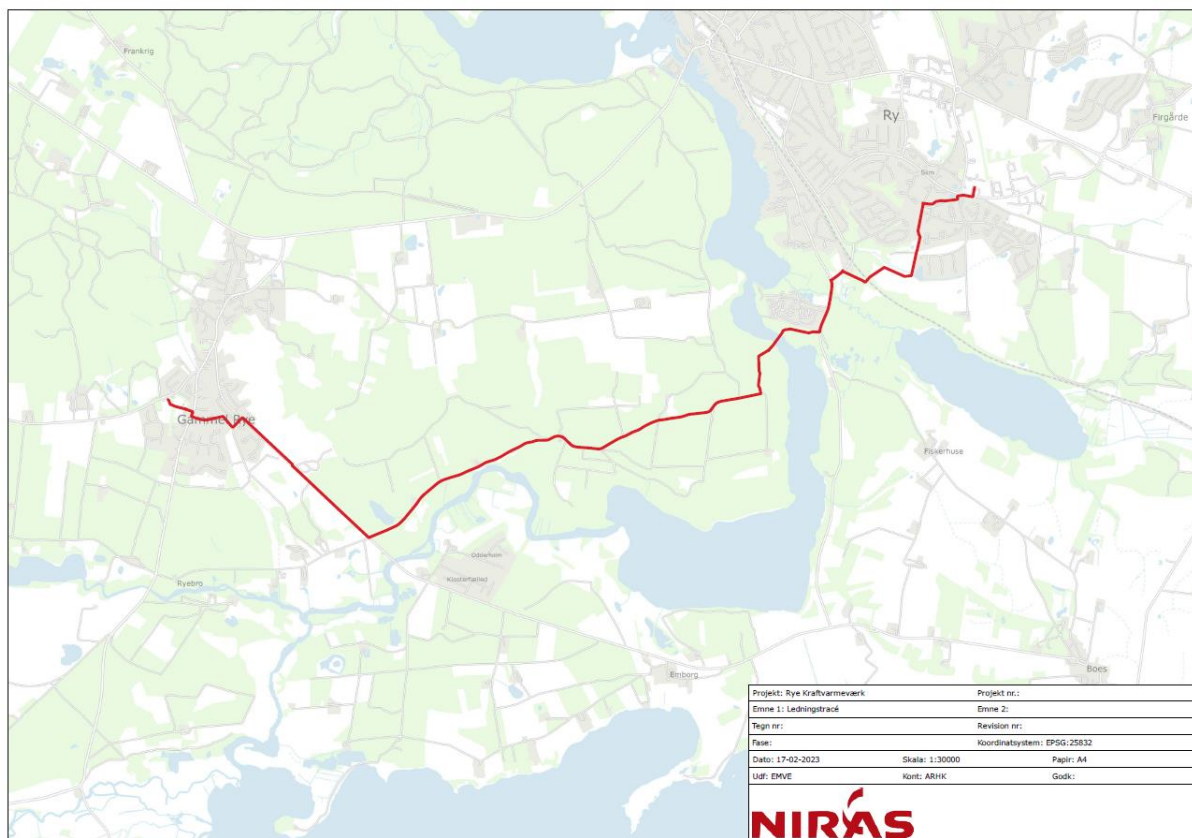 Frankrig
Ry
Firgårde
Gammel Rye
Fiskerhuse
Klosterfælled
Ryebro
Emborg
Boes
Projekt: Rye Kraftvarmeværk Projekt nr.:
Emne 1: Ledningstracé Emne 2:
Tegn nr: Revision nr:
Fase: Koordinatsystem: EPSG:25832
Dato: 17-02-2023 Skala: 1:30000 Papir: A4
Udf: EMVE Kont: ARHK Godk:
NIRAS